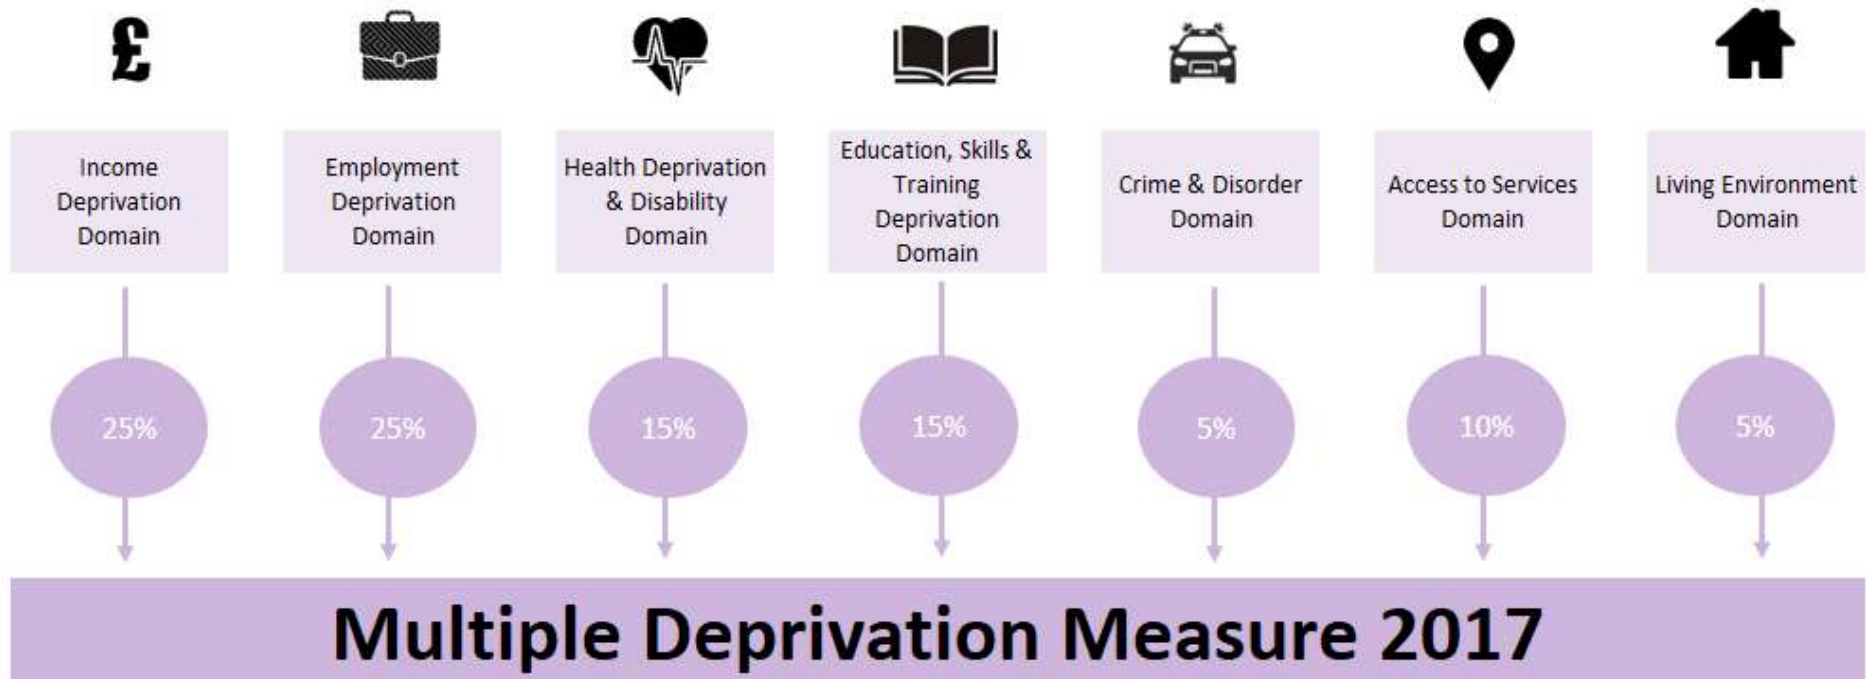 £
Income
Deprivation
Domain
Employment
Deprivation
Domain
Health Deprivation
& Disability
Domain
Education, Skills &
Training
Deprivation
Domain
Crime & Disorder
Domain
Access to Services
Domain
Living Environment
Domain
25%
25%
15%
15%
5%
10%
5%
Multiple Deprivation Measure 2017